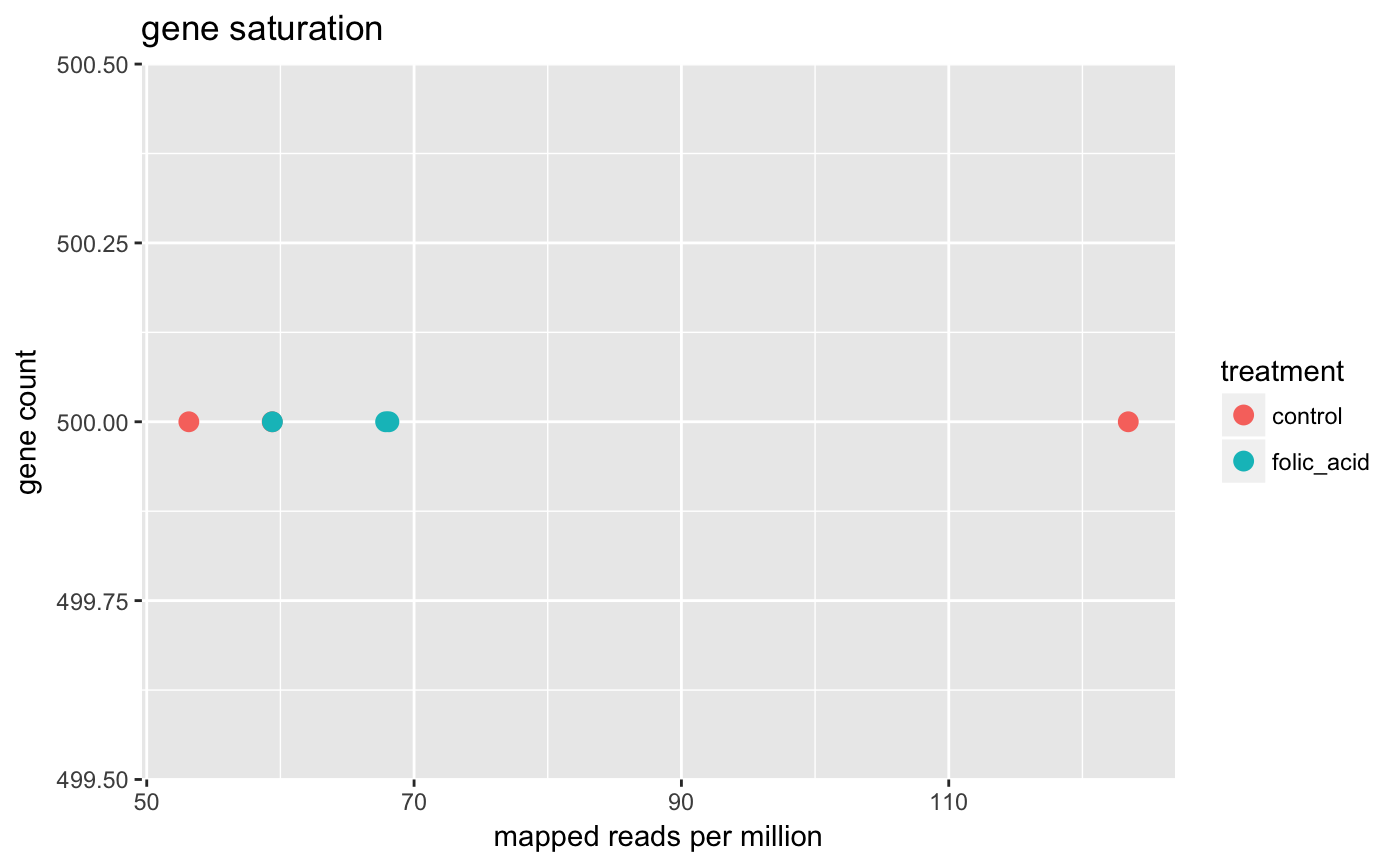 gene saturation
500.50
500.25
500.00
499.75
499.50
gene count
50 70 90 110
mapped reads per million
treatment
control
folic_acid